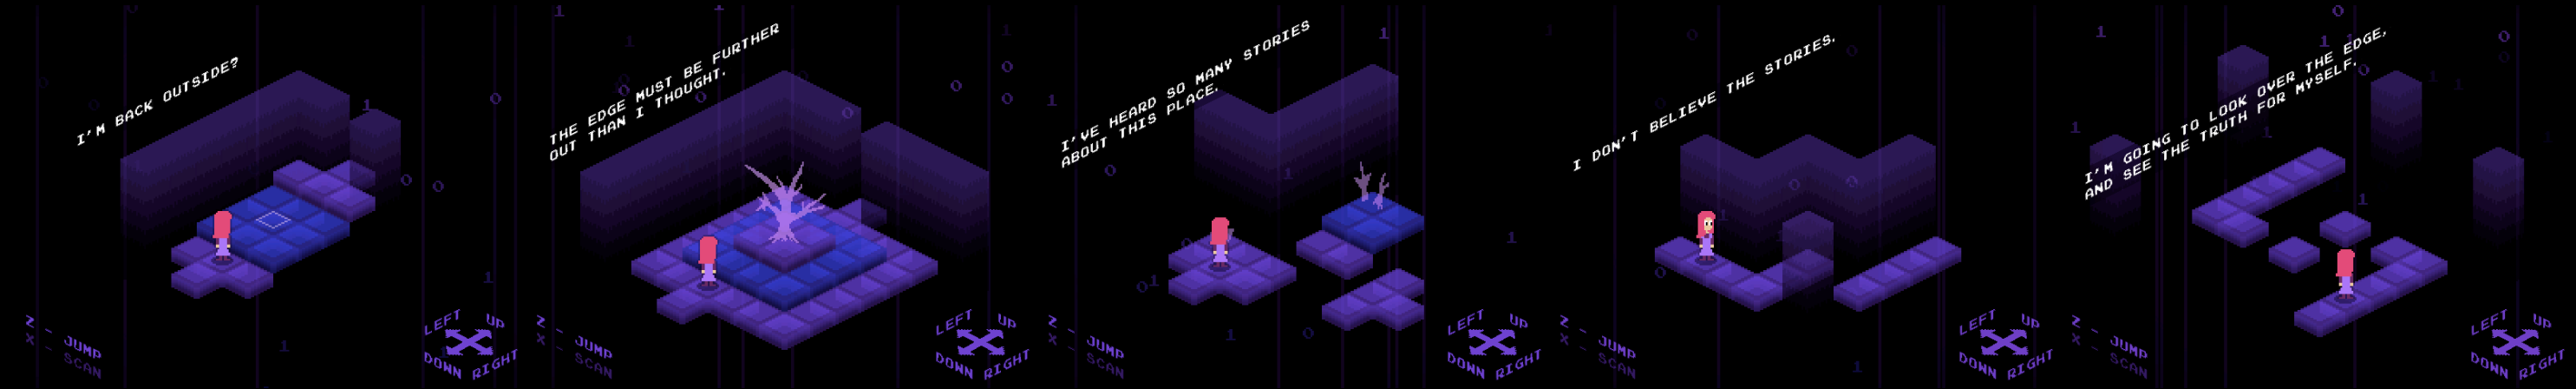 I'M BACK OUTSIDE?
Z - JUMP
X - SCAN
LEFT UP
DOWN RIGHT
THE EDGE MUST BE FURTHER
OUT THAN I THOUGHT.
Z - JUMP
X - SCAN
LEFT UP
DOWN RIGHT
I'VE HEARD SO MANY STORIES
ABOUT THIS PLACE.
Z - JUMP
X - SCAN
LEFT UP
DOWN RIGHT
I DON'T BELIEVE THE STORIES.
Z - JUMP
X - SCAN
LEFT UP
DOWN RIGHT
I'M GOING TO LOOK OVER THE EDGE,
AND SEE THE TRUTH FOR MYSELF.
Z - JUMP
X - SCAN
LEFT UP
DOWN RIGHT